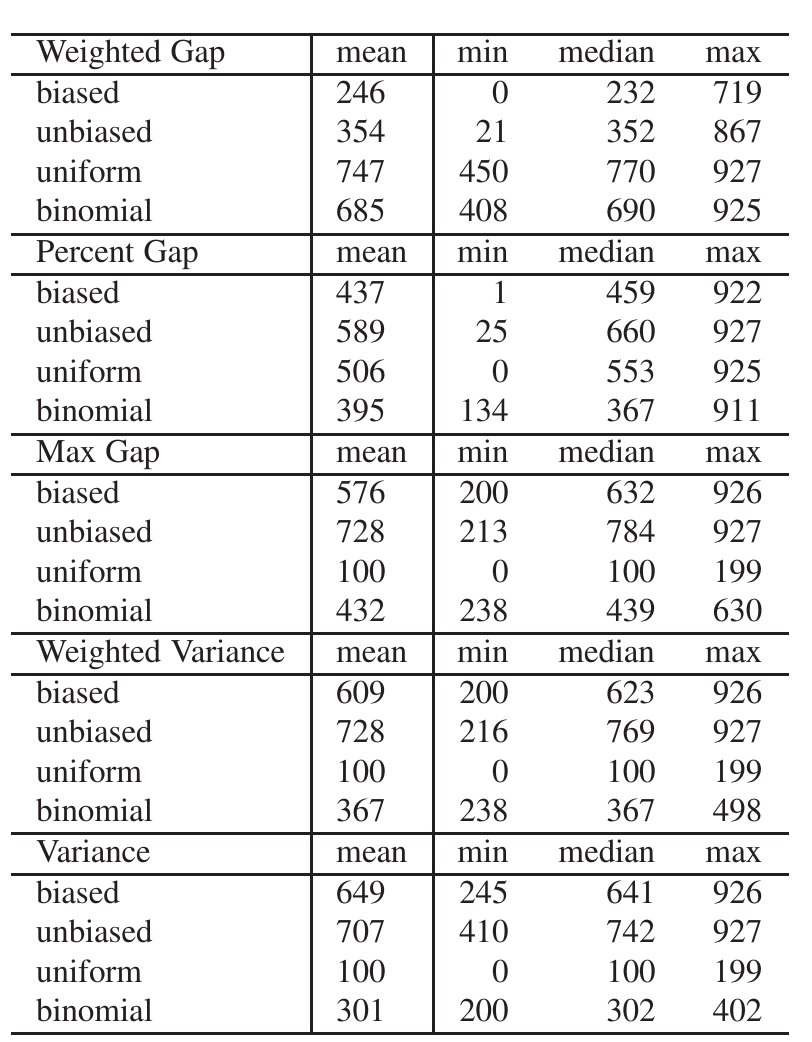 Weighted Gap mean min median max
biased 246 0 232 719
unbiased 354 21 352 867
uniform 747 450 770 927
binomial 685 408 690 925
Percent Gap mean min median max
biased 437 1 459 922
unbiased 589 25 660 927
uniform 506 0 553 925
binomial 395 134 367 911
Max Gap mean min median max
biased 576 200 632 926
unbiased 728 213 784 927
uniform 100 0 100 199
binomial 432 238 439 630
Weighted Variance mean min median max
biased 609 200 623 926
unbiased 728 216 769 927
uniform 100 0 100 199
binomial 367 238 367 498
Variance mean min median max
biased 649 245 641 926
unbiased 707 410 742 927
uniform 100 0 100 199
binomial 301 200 302 402